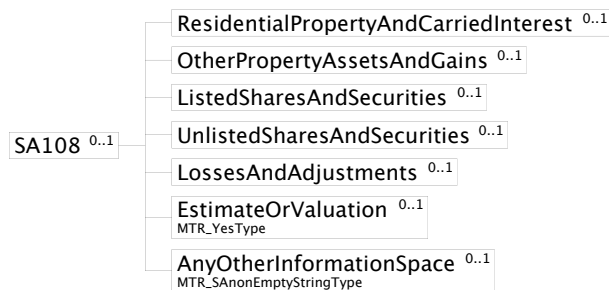 ResidentialPropertyAndCarriedInterest 0..1
OtherPropertyAssetsAndGains 0..1
ListedSharesAndSecurities 0..1
SA108 0..1
UnlistedSharesAndSecurities 0..1
LossesAndAdjustments 0..1
EstimateOrValuation 0..1
MTR_YesType
AnyOtherInformationSpace 0..1
MTR_SAnonEmptyStringType